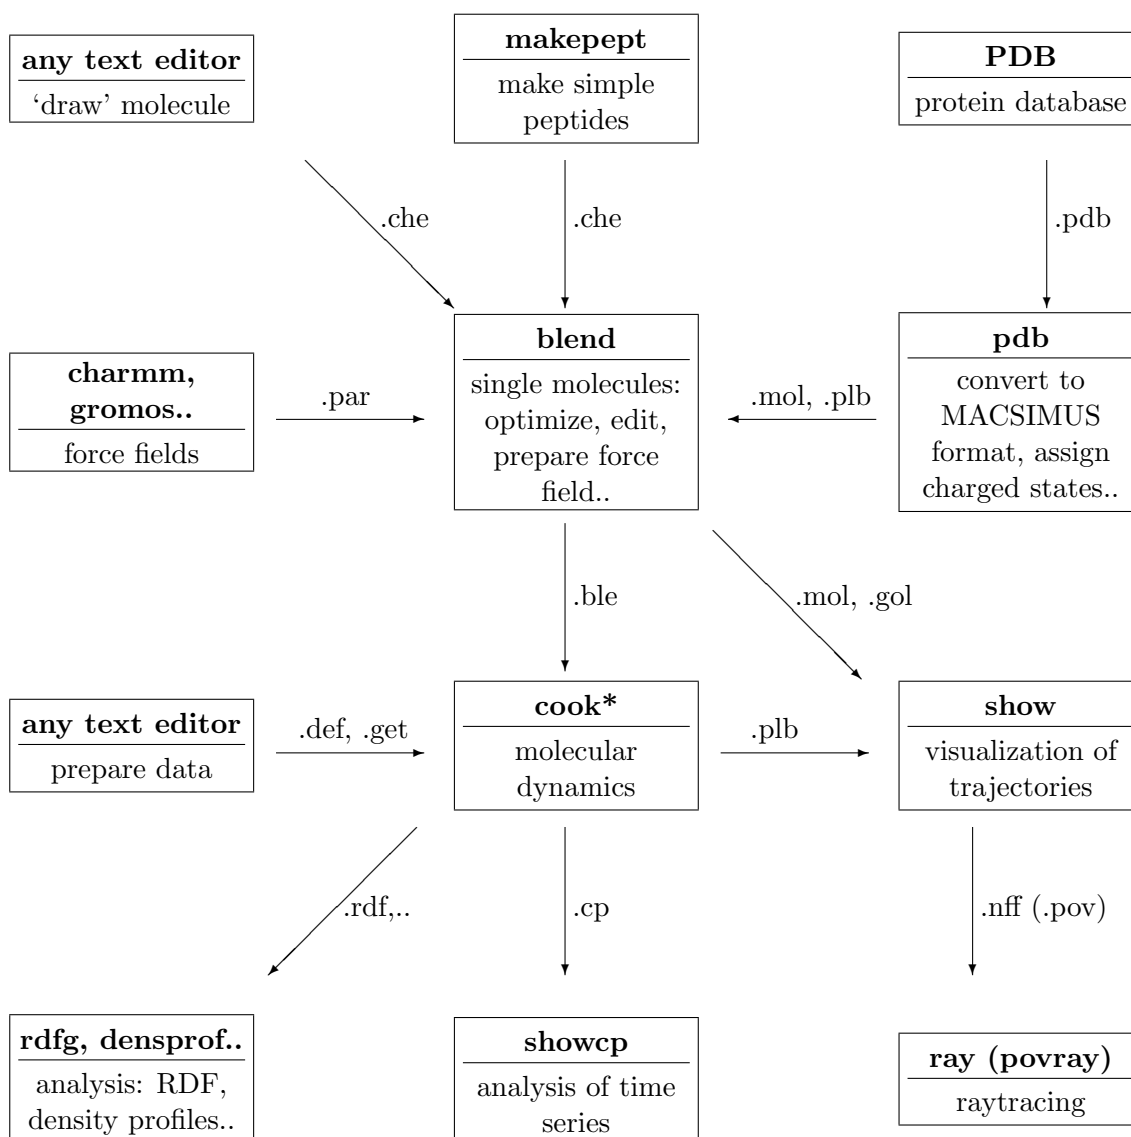 any text editor
‘draw’ molecule
makepept
make simple
peptides
PDB
protein database
.che
.che
.pdb
charmm,
gromos..
force fields
.par
blend
single molecules:
optimize, edit,
prepare force
field..
.mol, .plb
pdb
convert to
MACSIMUS
format, assign
charged states..
.ble
.mol, .gol
any text editor
prepare data
.def, .get
cook*
molecular
dynamics
.plb
show
visualization of
trajectories
.rdf,..
.cp
.nff (.pov)
rdfg, densprof..
analysis: RDF,
density profiles..
showcp
analysis of time
series
ray (povray)
raytracing